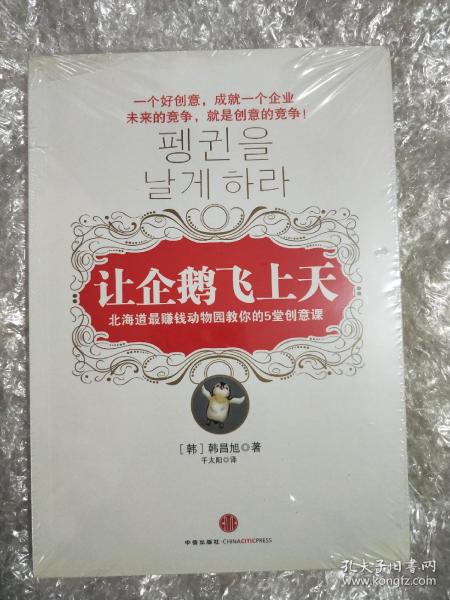 一个好创意，成就一个企业
未来的竞争，就是创意的竞争！
펭귄을
날게 하라
让企鹅飞上天
北海道最赚钱动物园教你的5堂创意课
［韩］韩昌旭◎著
千太阳◎译
中信出版社·CHINACITICPRESS
孔夫子旧书网
www.kongfz.com